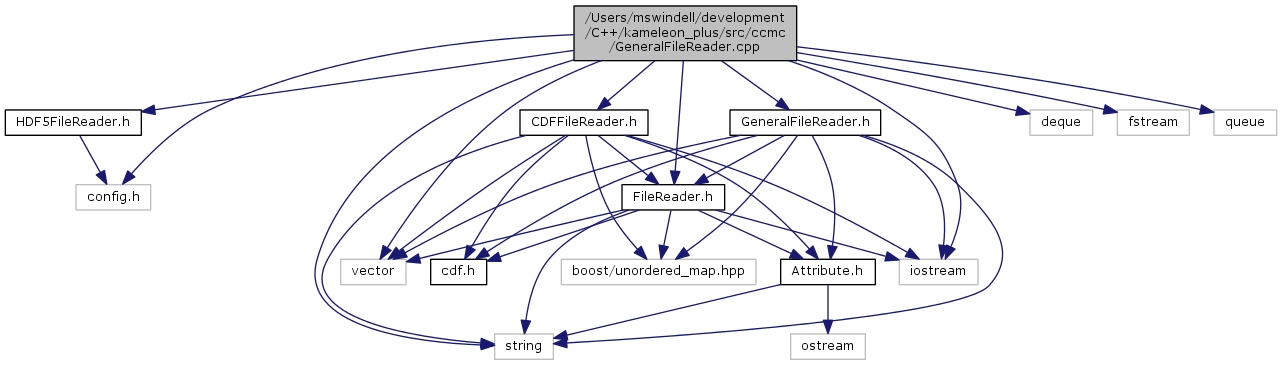 /Users/mswindell/development
/C++/kameleon_plus/src/ccmc
/GeneralFileReader.cpp
HDF5FileReader.h
CDFFileReader.h
GeneralFileReader.h
deque
fstream
queue
config.h
FileReader.h
vector
cdf.h
boost/unordered_map.hpp
Attribute.h
iostream
string
ostream